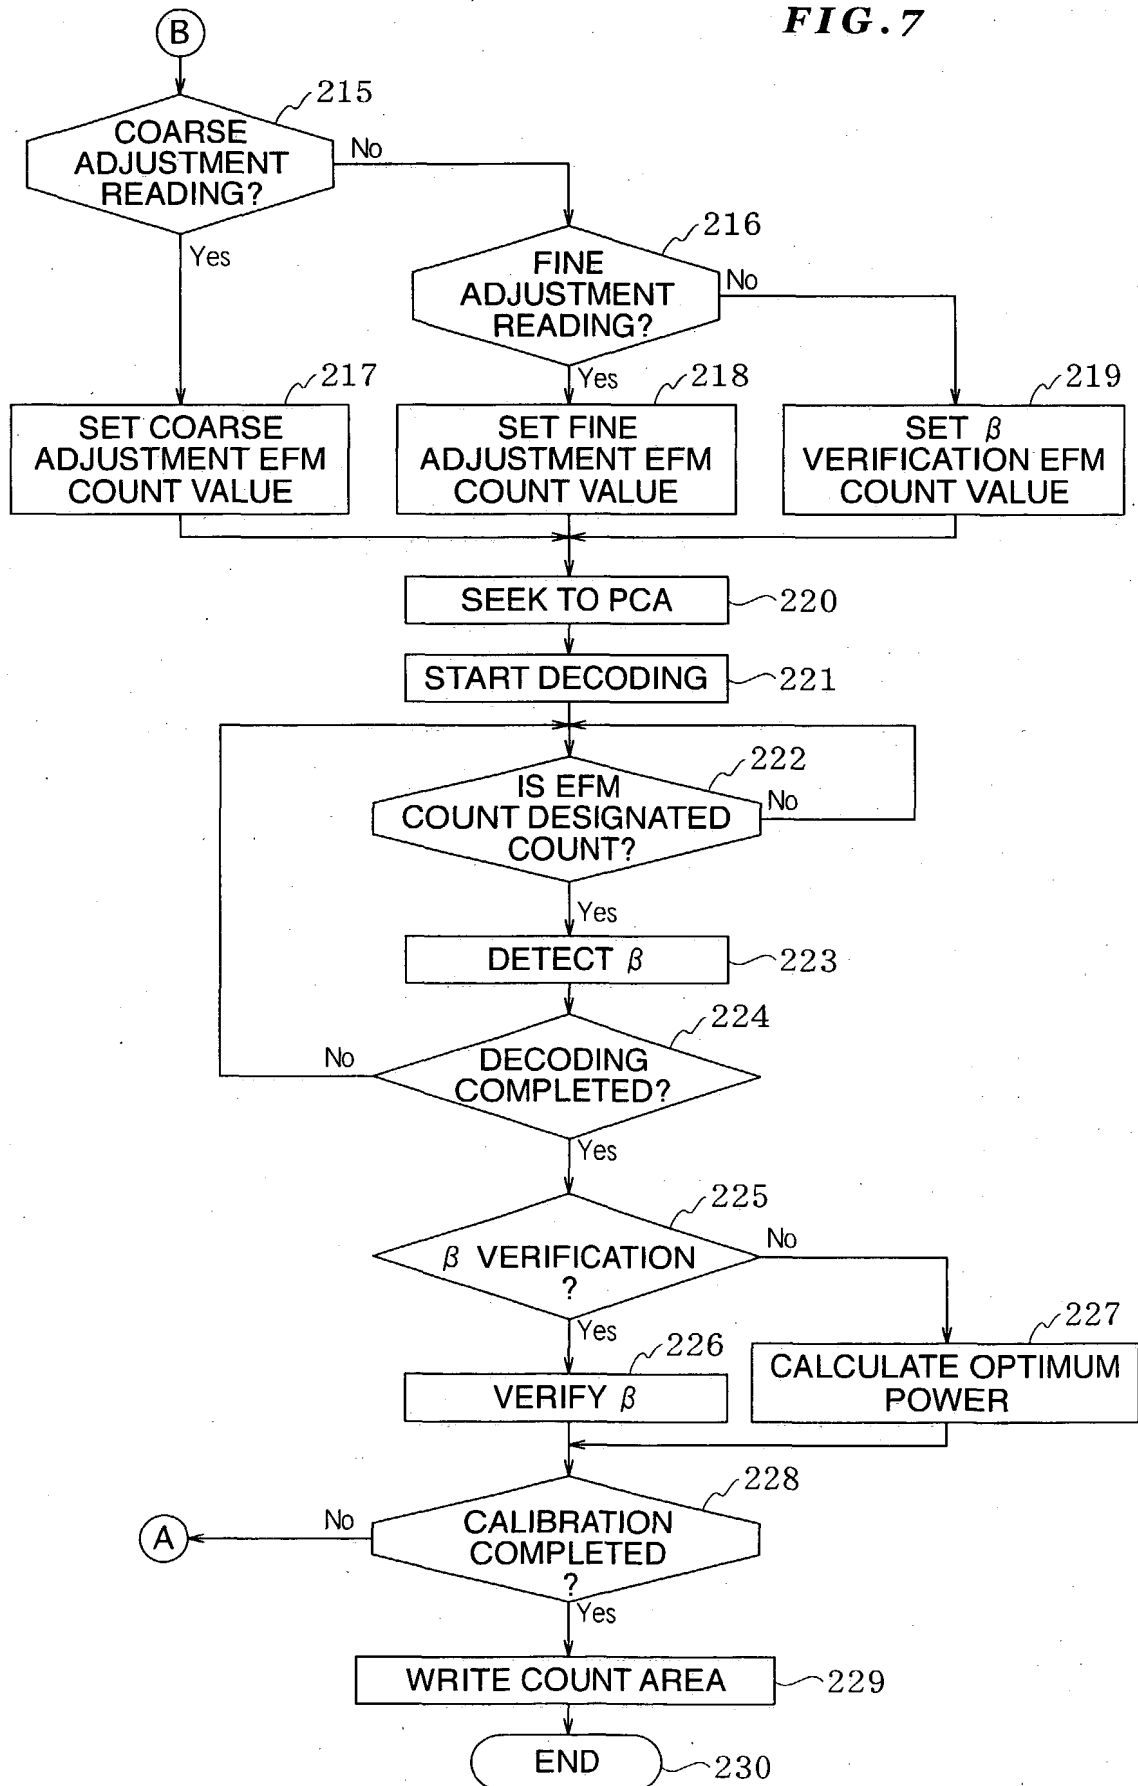 FIG.7
B
215
COARSE
ADJUSTMENT
READING?
No
Yes
216
FINE
ADJUSTMENT
READING?
No
Yes
217
SET COARSE
ADJUSTMENT EFM
COUNT VALUE
218
SET FINE
ADJUSTMENT EFM
COUNT VALUE
219
SET β
VERIFICATION EFM
COUNT VALUE
SEEK TO PCA
220
START DECODING
221
222
IS EFM
COUNT DESIGNATED
COUNT?
No
Yes
DETECT β
223
224
DECODING
COMPLETED?
No
Yes
225
β VERIFICATION
?
No
Yes
226
VERIFY β
227
CALCULATE OPTIMUM
POWER
228
CALIBRATION
COMPLETED
?
No
A
Yes
WRITE COUNT AREA
229
END
230